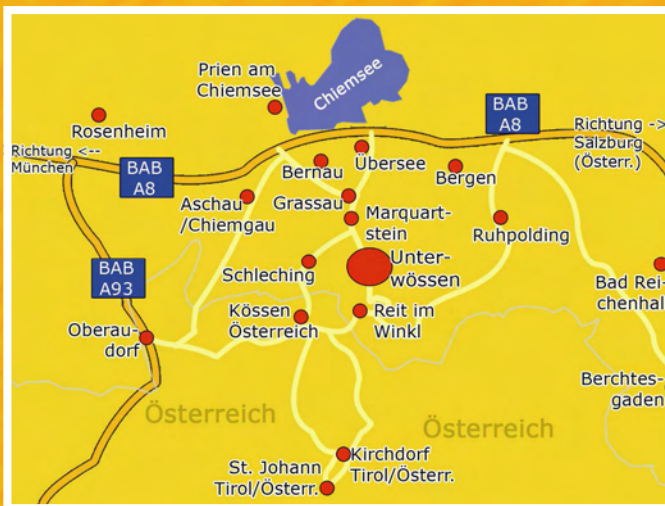 Prien am
Chiemsee
Chiemsee
BAB
A8
Rosenheim
Richtung ->
Salzburg
(Österr.)
Richtung <--
München
BAB
A8
Bernau
Übersee
Bergen
Aschau
/Chiemgau
Grassau
Marquart-
stein
Ruhpolding
Unter-
wössen
Schleching
BAB
A93
Bad Rei-
chenhal
Kössen
Österreich
Reit im
Winkl
Oberau-
dorf
Berchtes-
gaden
Österreich
Österreich
Kirchdorf
Tirol/Österr.
St. Johann
Tirol/Österr.